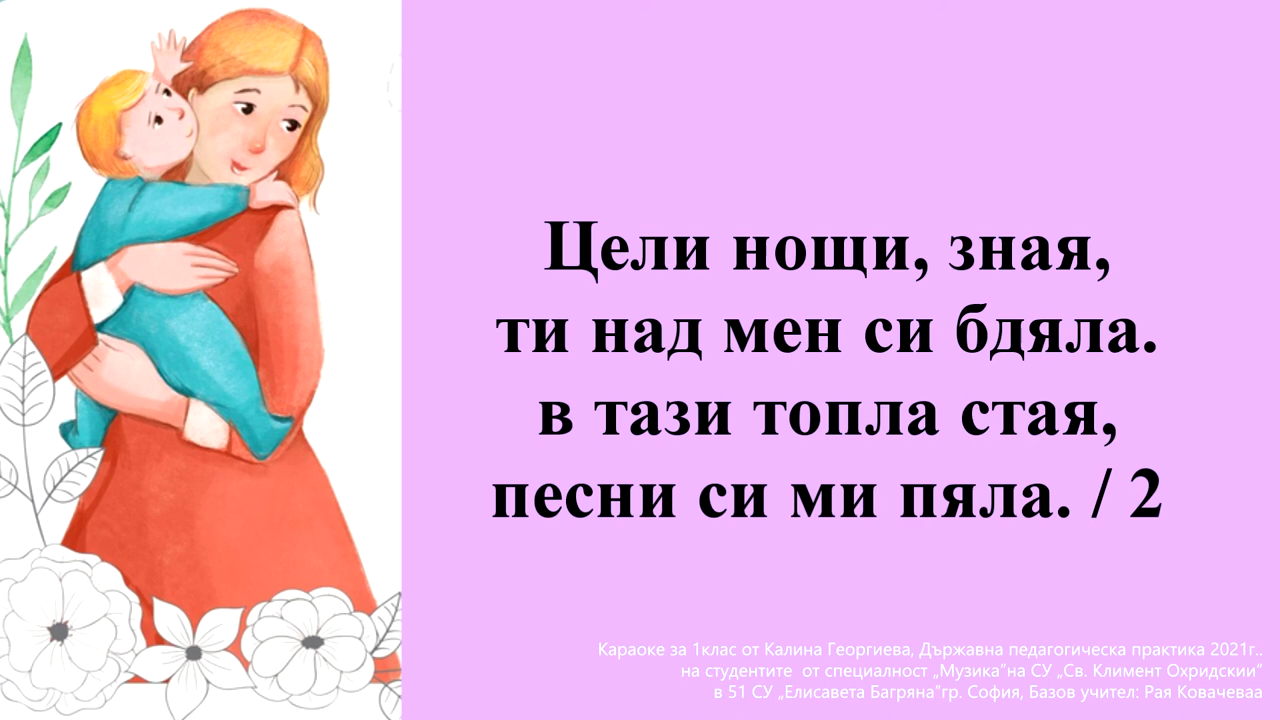 Цели нощи, зная,
ти над мен си бдяла.
в тази топла стая,
песни си ми пяла. / 2
Караоке за 1клас от Калина Георгиева, Държавна педагогическа практика 2021г..
на студентите  от специалност „Музика”на СУ „Св. Климент Охридскии”
в 51 СУ „Елисавета Багряна”гр. София, Базов учител: Рая Ковачеваа